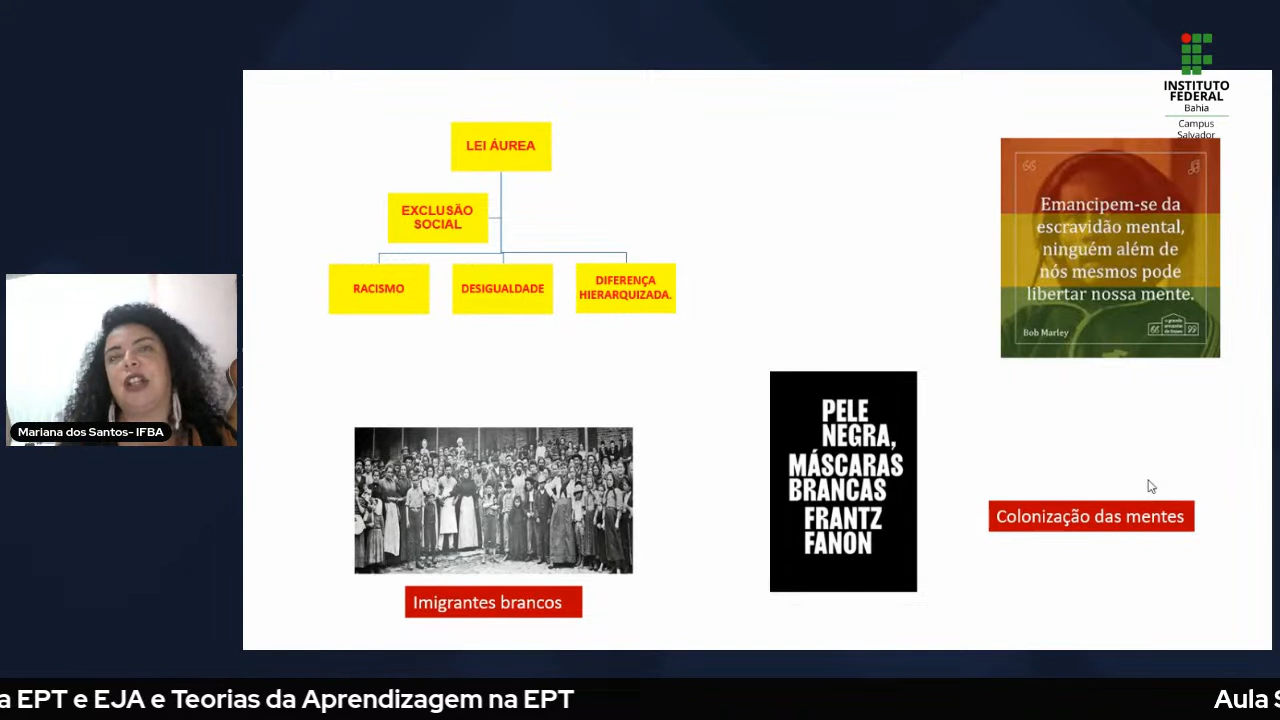 INSTITUTO
FEDERAL
Bahia
Campus
Salvador
LEI ÁUREA
EXCLUSÃO
SOCIAL
RACISMO
DESIGUALDADE
DIFERENÇA
HIERARQUIZADA.
Emancipem-se da
escravidão mental,
ninguém além de
nós mesmos pode
libertar nossa mente.
Bob Marley
PELE
NEGRA,
MÁSCARAS
BRANCAS
FRANTZ
FANON
Colonização das mentes
Imigrantes brancos
Mariana dos Santos- IFBA
a EPT e EJA e Teorias da Aprendizagem na EPT
Aula S